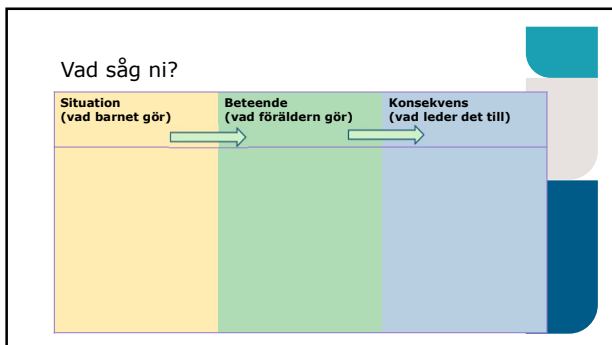 Vad såg ni?
Situation
(vad barnet gör)
Beteende
(vad föräldern gör)
Konsekvens
(vad leder det till)